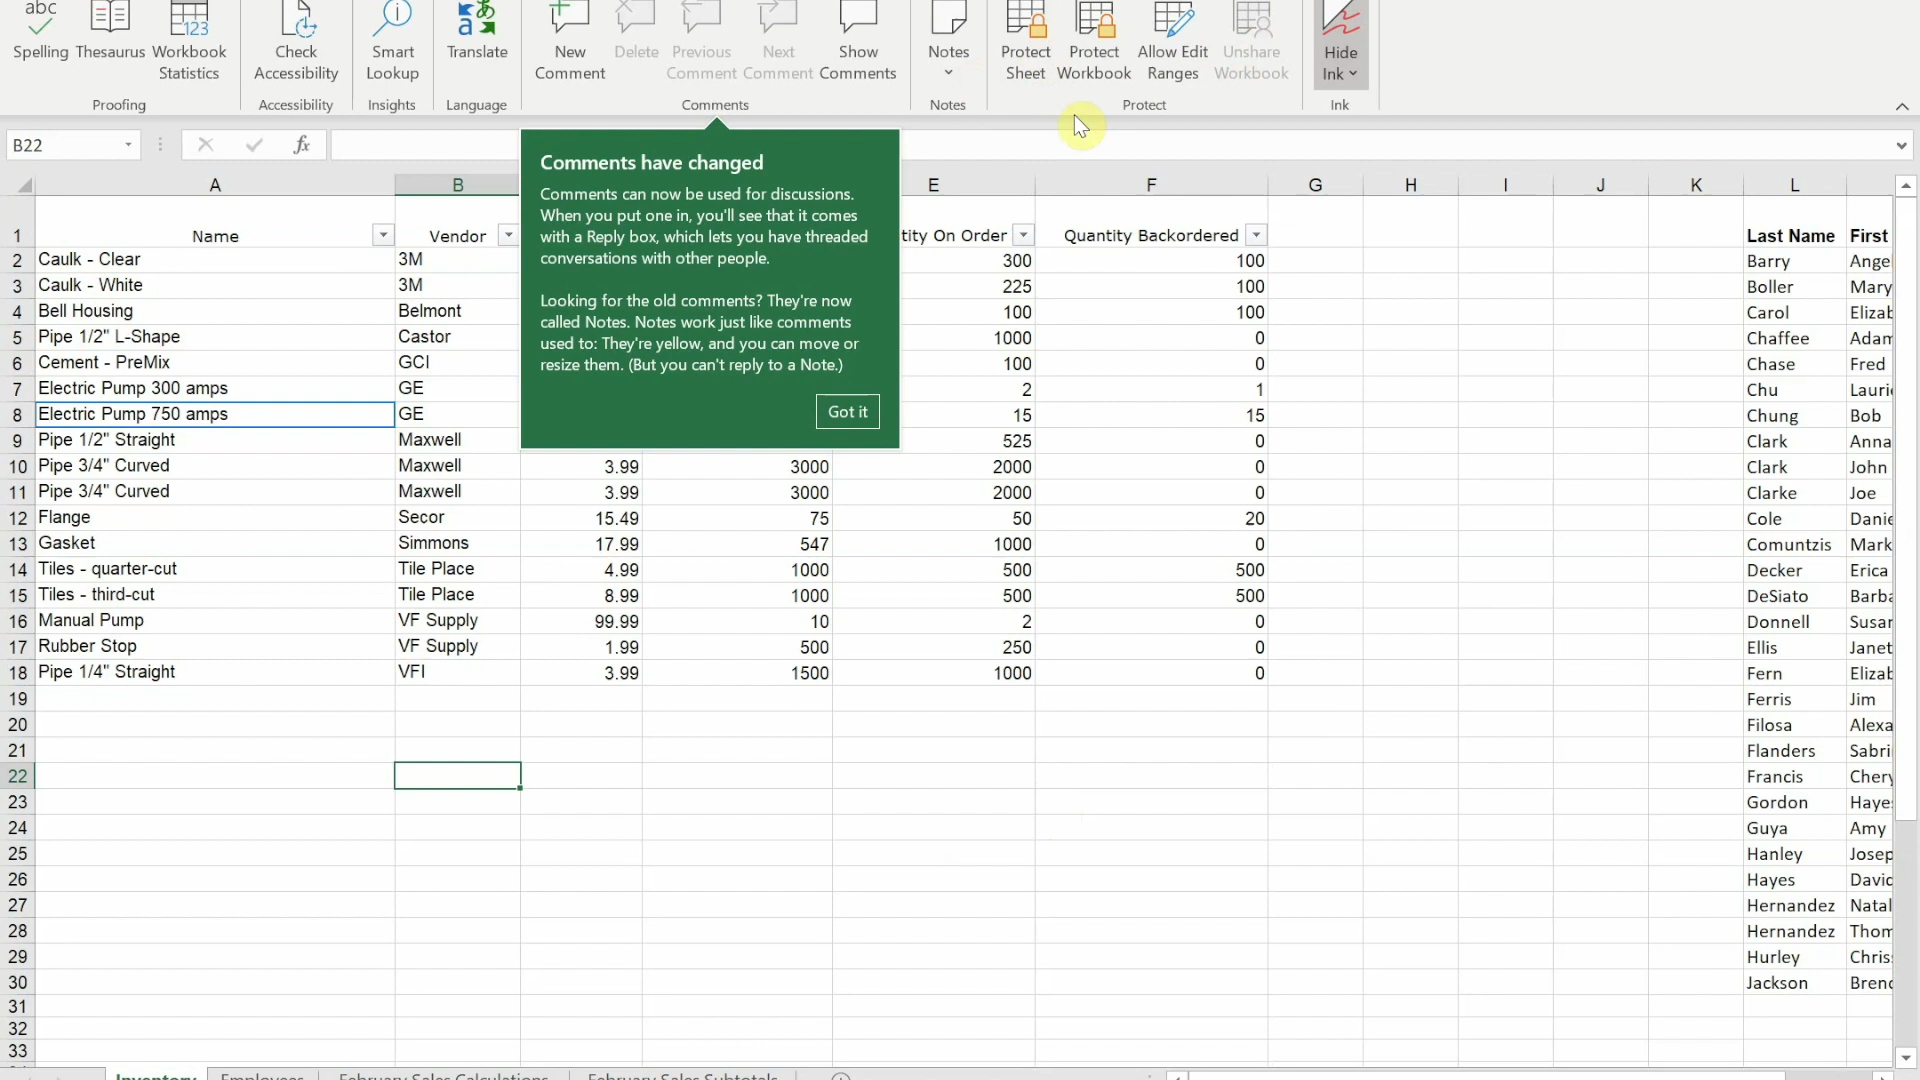 abc
Spelling Thesaurus Workbook Statistics Check Accessibility Smart Lookup Translate New Comment Delete Previous Comment Next Comment Show Comments Notes Protect Sheet Protect Workbook Allow Edit Ranges Unshare Workbook Hide Ink
Proofing Accessibility Insights Language Comments Notes Protect Ink
B22 fx
A B E F G H I J K L
Comments have changed
Comments can now be used for discussions.
When you put one in, you'll see that it comes
with a Reply box, which lets you have threaded
conversations with other people.
Looking for the old comments? They're now
called Notes. Notes work just like comments
used to: They're yellow, and you can move or
resize them. (But you can't reply to a Note.)
Got it
1 Name Vendor tity On Order Quantity Backordered Last Name First
2 Caulk - Clear 3M 300 100 Barry Ange
3 Caulk - White 3M 225 100 Boller Mary
4 Bell Housing Belmont 100 100 Carol Elizab
5 Pipe 1/2" L-Shape Castor 1000 0 Chaffee Adam
6 Cement - PreMix GCI 100 0 Chase Fred
7 Electric Pump 300 amps GE 2 1 Chu Lauri
8 Electric Pump 750 amps GE 15 15 Chung Bob
9 Pipe 1/2" Straight Maxwell 525 0 Clark Anna
10 Pipe 3/4" Curved Maxwell 3.99 3000 2000 0 Clark John
11 Pipe 3/4" Curved Maxwell 3.99 3000 2000 0 Clarke Joe
12 Flange Secor 15.49 75 50 20 Cole Danie
13 Gasket Simmons 17.99 547 1000 0 Comuntzis Mark
14 Tiles - quarter-cut Tile Place 4.99 1000 500 500 Decker Erica
15 Tiles - third-cut Tile Place 8.99 1000 500 500 DeSiato Barba
16 Manual Pump VF Supply 99.99 10 2 0 Donnell Susar
17 Rubber Stop VF Supply 1.99 500 250 0 Ellis Janet
18 Pipe 1/4" Straight VFI 3.99 1500 1000 0 Fern Elizab
19 Ferris Jim
20 Filosa Alexa
21 Flanders Sabri
22 Francis Chery
23 Gordon Haye
24 Guya Amy
25 Hanley Josep
26 Hayes David
27 Hernandez Natal
28 Hernandez Thom
29 Hurley Chris
30 Jackson Bren
31
32
33
Inventory Employees February Sales Calculations February Sales Subtotals